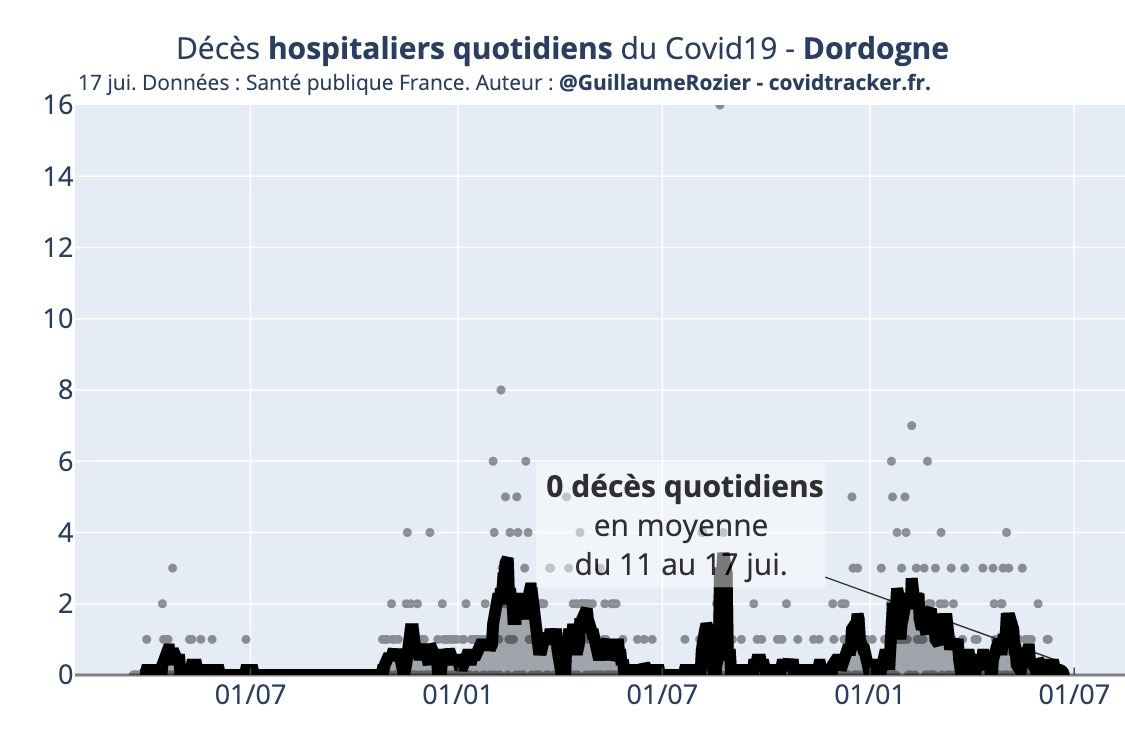 Décès hospitaliers quotidiens du Covid19 - Dordogne
17 jui. Données : Santé publique France. Auteur : @GuillaumeRozier - covidtracker.fr.
16
14
12
10
8
6
0 décès quotidiens
en moyenne
4
du 11 au 17 jui.
2
0
01/07 01/01 01/07 01/01 01/07